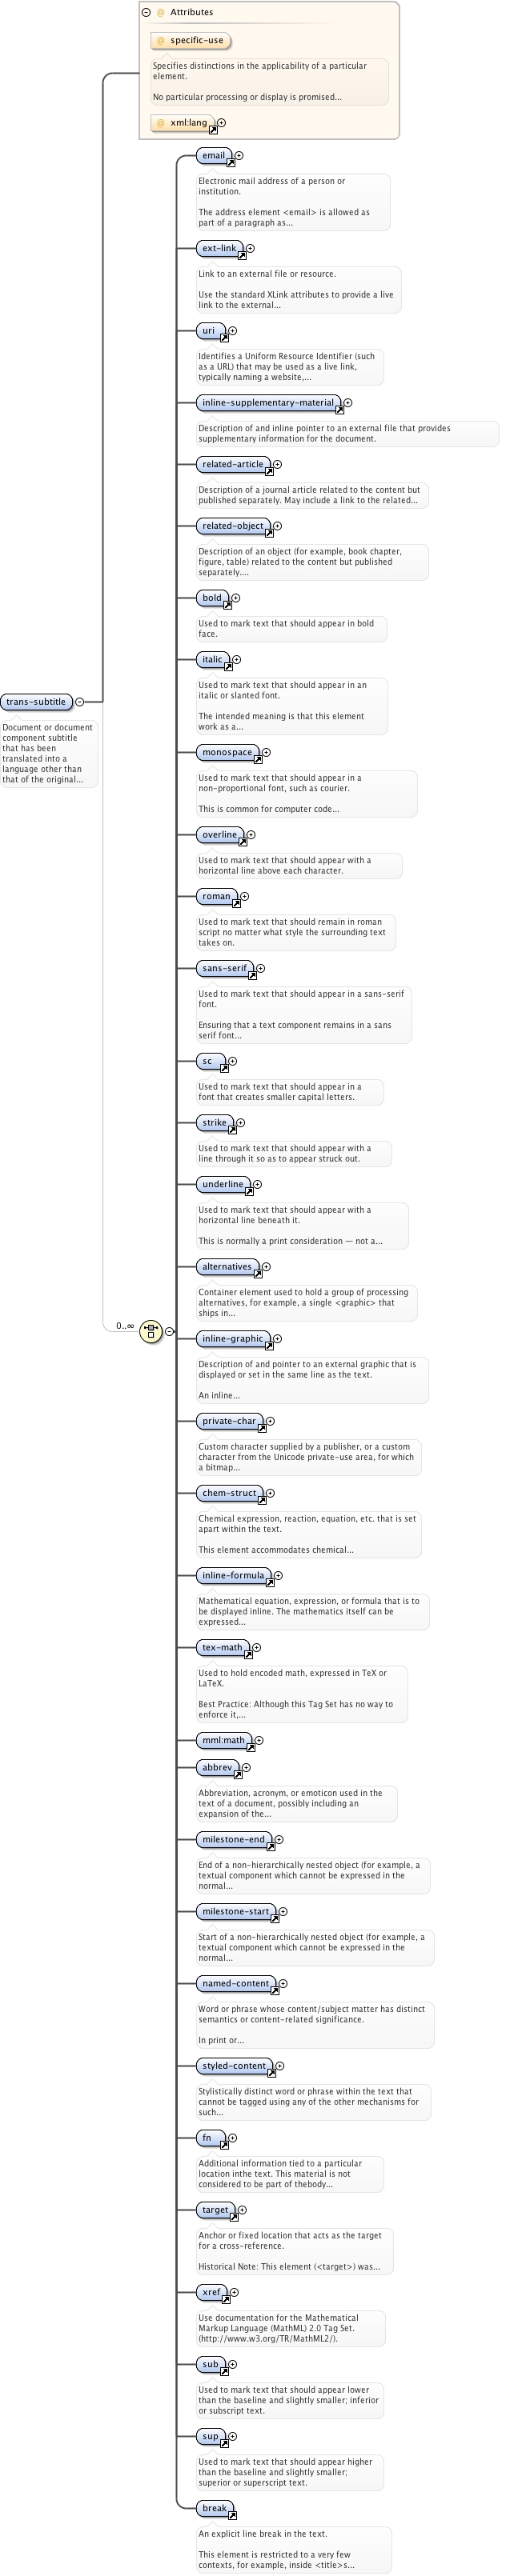 @ Attributes
@ specific-use
Specifies distinctions in the applicability of a particular
element.
No particular processing or display is promised...
@ xml:lang
email
Electronic mail address of a person or
institution.
The address element <email> is allowed as
part of a paragraph as...
ext-link
Link to an external file or resource.
Use the standard XLink attributes to provide a live
link to the external...
uri
Identifies a Uniform Resource Identifier (such
as a URL) that may be used as a live link,
typically naming a website,...
inline-supplementary-material
Description of and inline pointer to an external file that provides
supplementary information for the document.
related-article
Description of a journal article related to the content but
published separately. May include a link to the related...
related-object
Description of an object (for example, book chapter,
figure, table) related to the content but published
separately....
bold
Used to mark text that should appear in bold
face.
italic
Used to mark text that should appear in an
italic or slanted font.
The intended meaning is that this element
work as a...
trans-subtitle
Document or document
component subtitle
that has been
translated into a
language other than
that of the original...
monospace
Used to mark text that should appear in a
non-proportional font, such as courier.
This is common for computer code...
overline
Used to mark text that should appear with a
horizontal line above each character.
roman
Used to mark text that should remain in roman
script no matter what style the surrounding text
takes on.
sans-serif
Used to mark text that should appear in a sans-serif
font.
Ensuring that a text component remains in a sans
serif font...
sc
Used to mark text that should appear in a
font that creates smaller capital letters.
strike
Used to mark text that should appear with a
line through it so as to appear struck out.
underline
Used to mark text that should appear with a
horizontal line beneath it.
This is normally a print consideration — not a...
alternatives
Container element used to hold a group of processing
alternatives, for example, a single <graphic> that
ships in...
0..∞
inline-graphic
Description of and pointer to an external graphic that is
displayed or set in the same line as the text.
An inline...
private-char
Custom character supplied by a publisher, or a custom
character from the Unicode private-use area, for which
a bitmap...
chem-struct
Chemical expression, reaction, equation, etc. that is set
apart within the text.
This element accommodates chemical...
inline-formula
Mathematical equation, expression, or formula that is to
be displayed inline. The mathematics itself can be
expressed...
tex-math
Used to hold encoded math, expressed in TeX or
LaTeX.
Best Practice: Although this Tag Set has no way to
enforce it,...
mml:math
abbrev
Abbreviation, acronym, or emoticon used in the
text of a document, possibly including an
expansion of the...
milestone-end
End of a non-hierarchically nested object (for example, a
textual component which cannot be expressed in the
normal...
milestone-start
Start of a non-hierarchically nested object (for example, a
textual component which cannot be expressed in the
normal...
named-content
Word or phrase whose content/subject matter has distinct
semantics or content-related significance.
In print or...
styled-content
Stylistically distinct word or phrase within the text that
cannot be tagged using any of the other mechanisms for
such...
fn
Additional information tied to a particular
location inthe text. This material is not
considered to be part of thebody...
target
Anchor or fixed location that acts as the target
for a cross-reference.
Historical Note: This element (<target>) was...
xref
Use documentation for the Mathematical
Markup Language (MathML) 2.0 Tag Set.
(http://www.w3.org/TR/MathML2/).
sub
Used to mark text that should appear lower
than the baseline and slightly smaller; inferior
or subscript text.
sup
Used to mark text that should appear higher
than the baseline and slightly smaller;
superior or superscript text.
break
An explicit line break in the text.
This element is restricted to a very few
contexts, for example, inside <title>s...